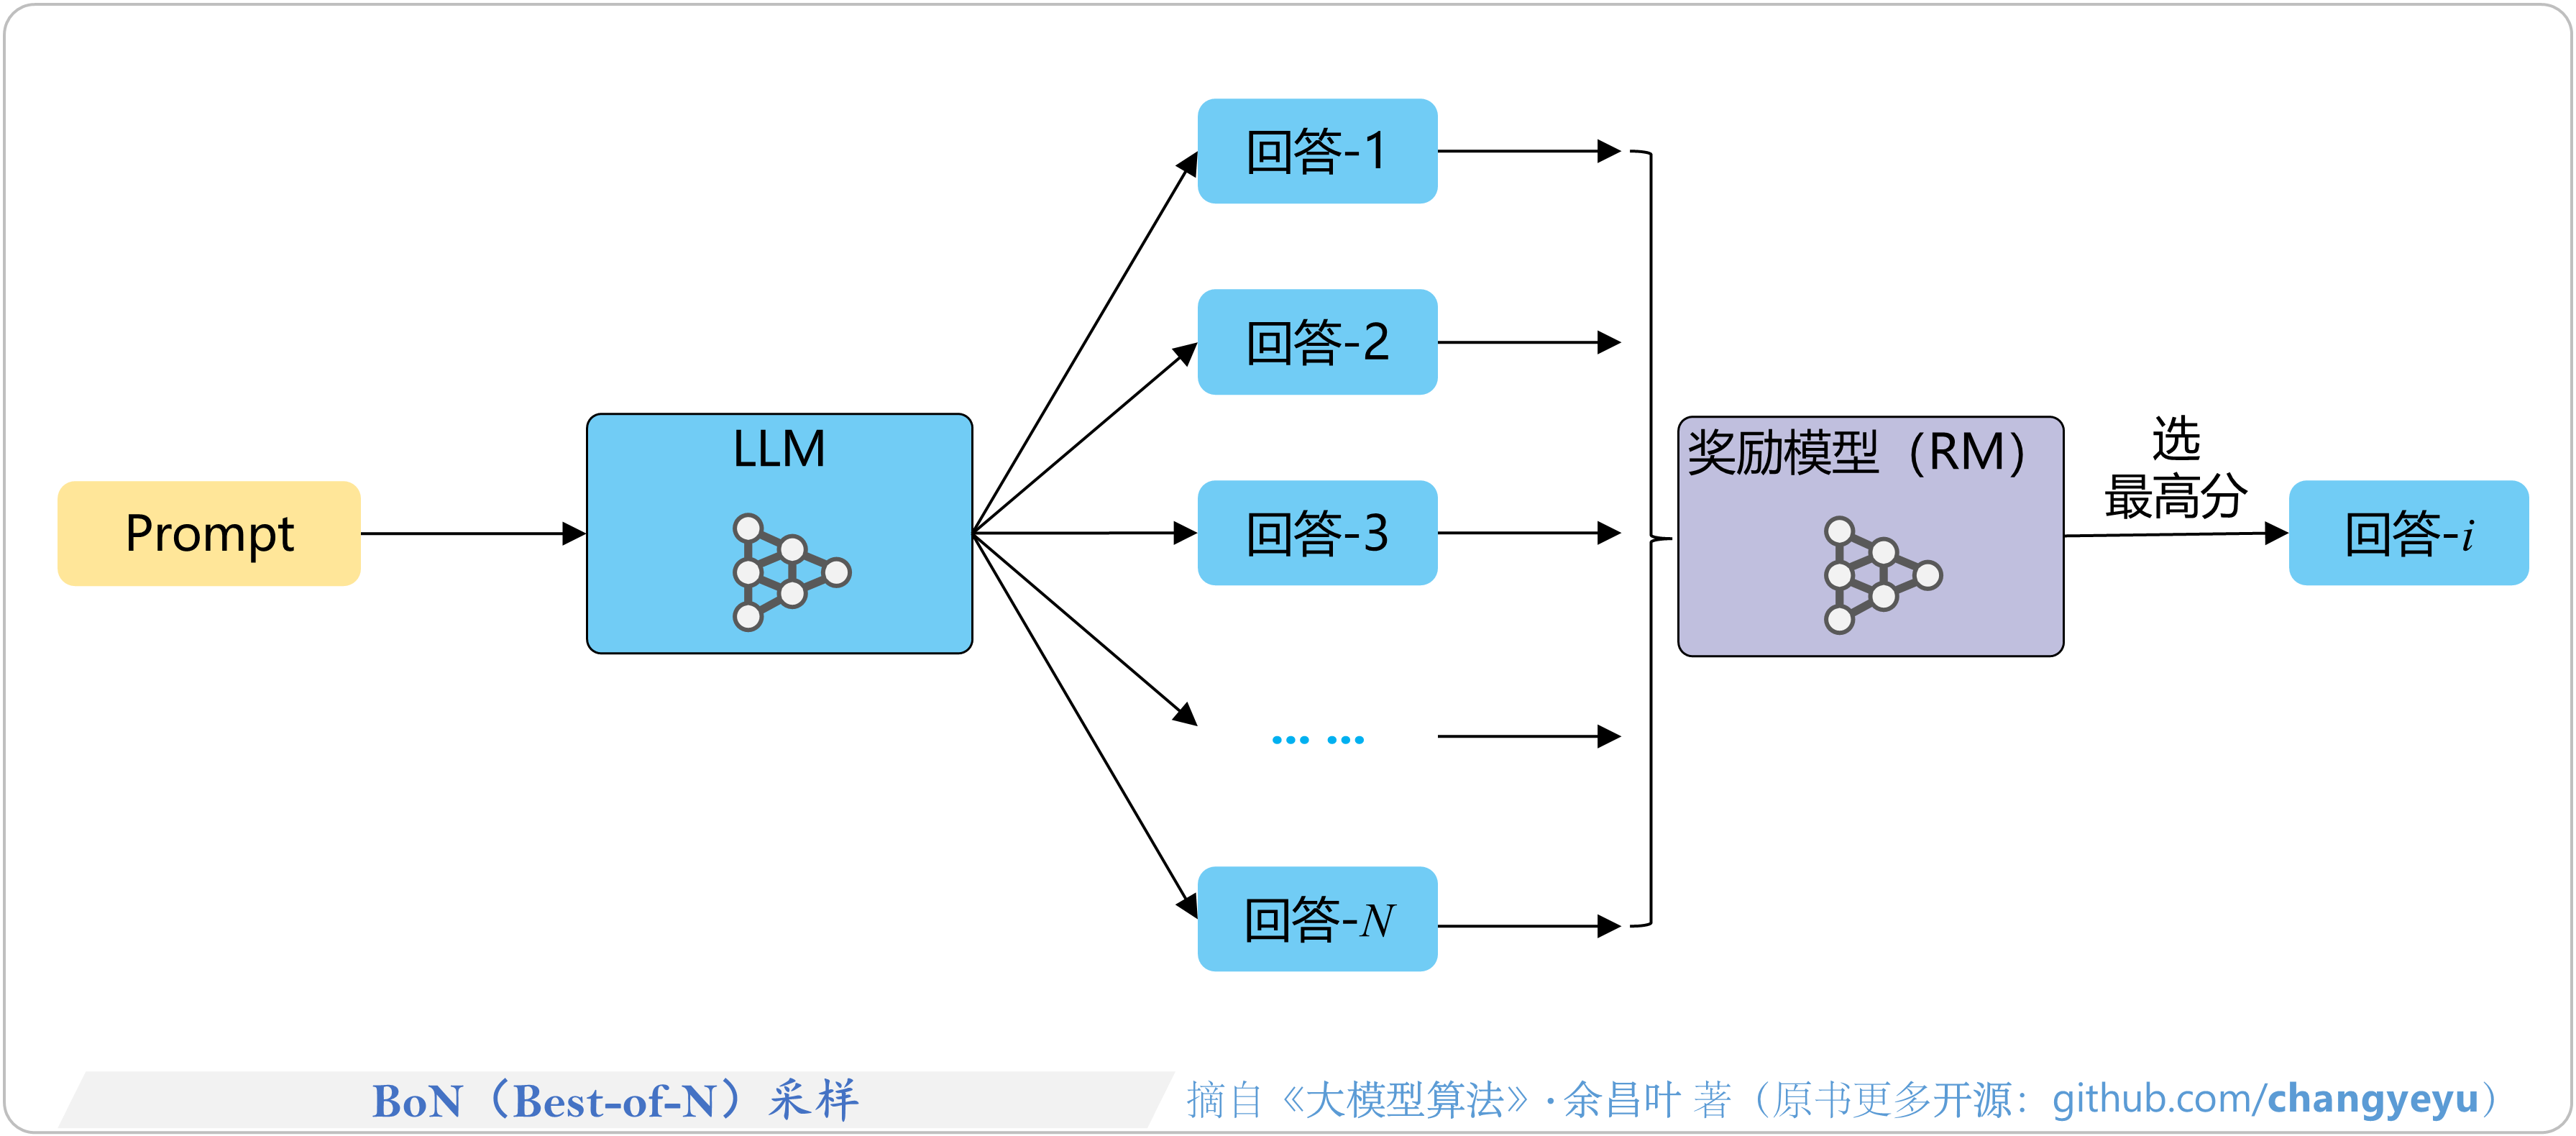 Prompt
LLM
回答-1
回答-2
回答-3
... ...
回答-N
奖励模型（RM）
选
最高分
回答-i
BoN（Best-of-N）采样
摘自《大模型算法》·余昌叶 著（原书更多开源：github.com/changyeyu）